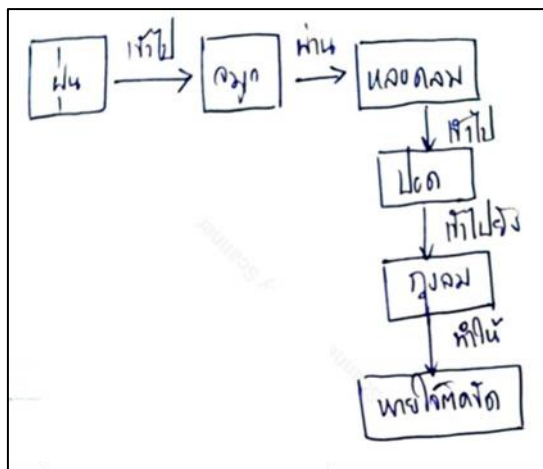 ฝุ่น เข้าไป จมูก ผ่าน หลอดลม
เข้าไป
ปอด
เข้าไปยัง
ถุงลม
ทำให้
หายใจติดขัด